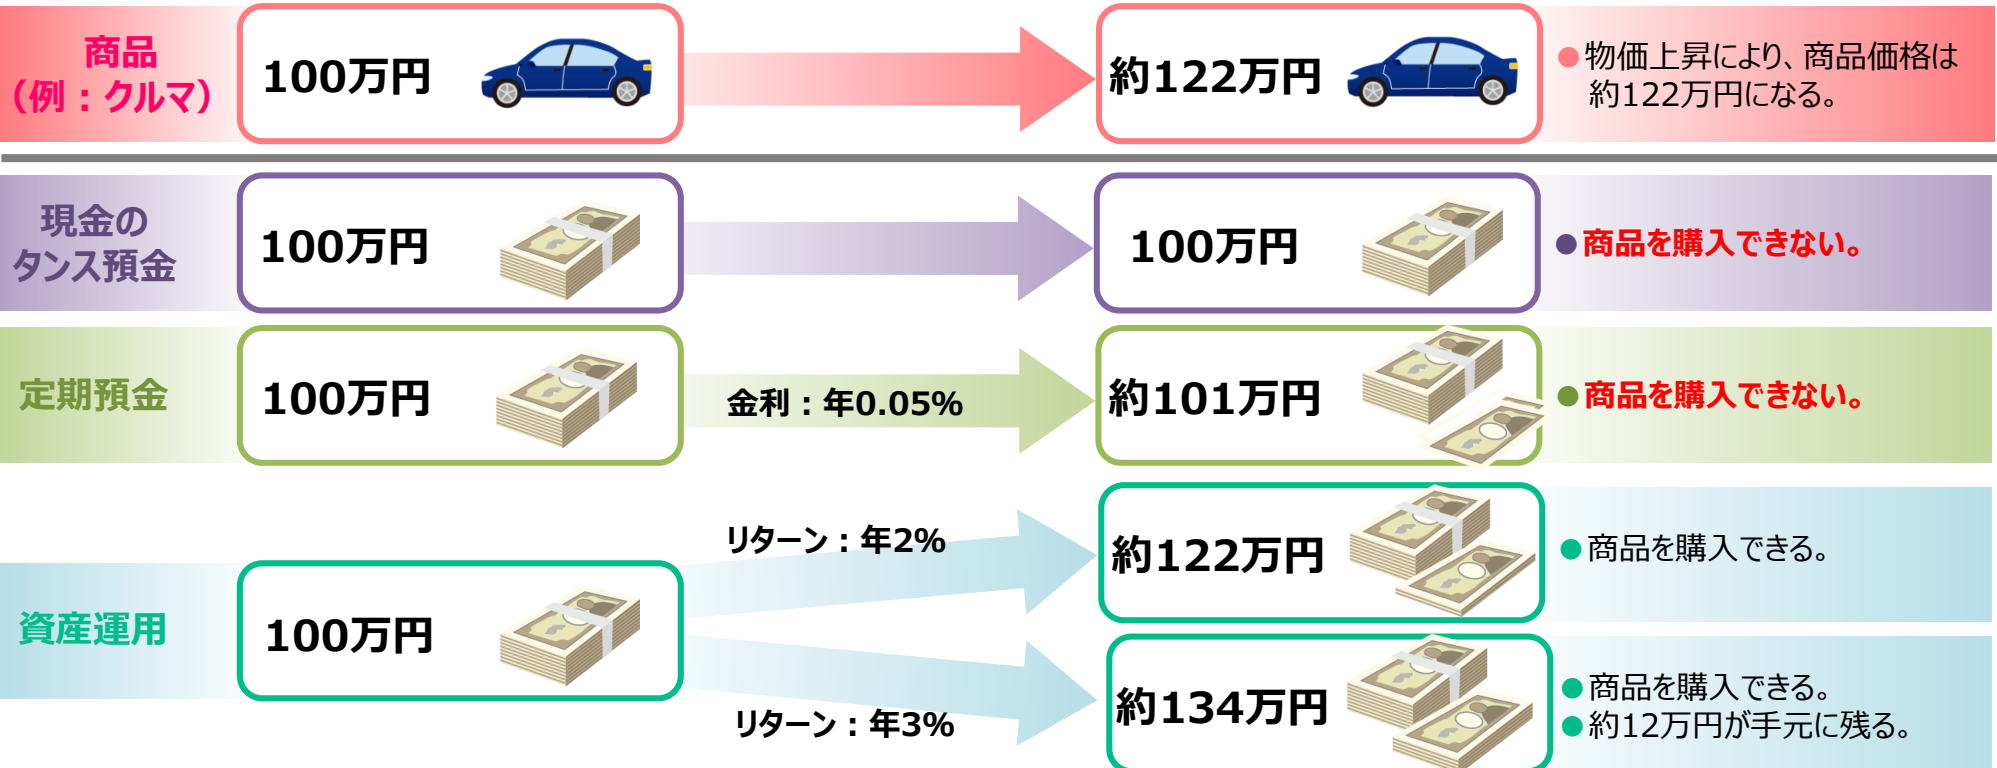 商品
（例：クルマ）
100万円
約122万円
●物価上昇により、商品価格は
約122万円になる。
現金の
タンス預金
100万円
100万円
●商品を購入できない。
定期預金
100万円
金利：年0.05%
約101万円
●商品を購入できない。
資産運用
100万円
リターン：年2%
約122万円
●商品を購入できる。
リターン：年3%
約134万円
●商品を購入できる。
●約12万円が手元に残る。